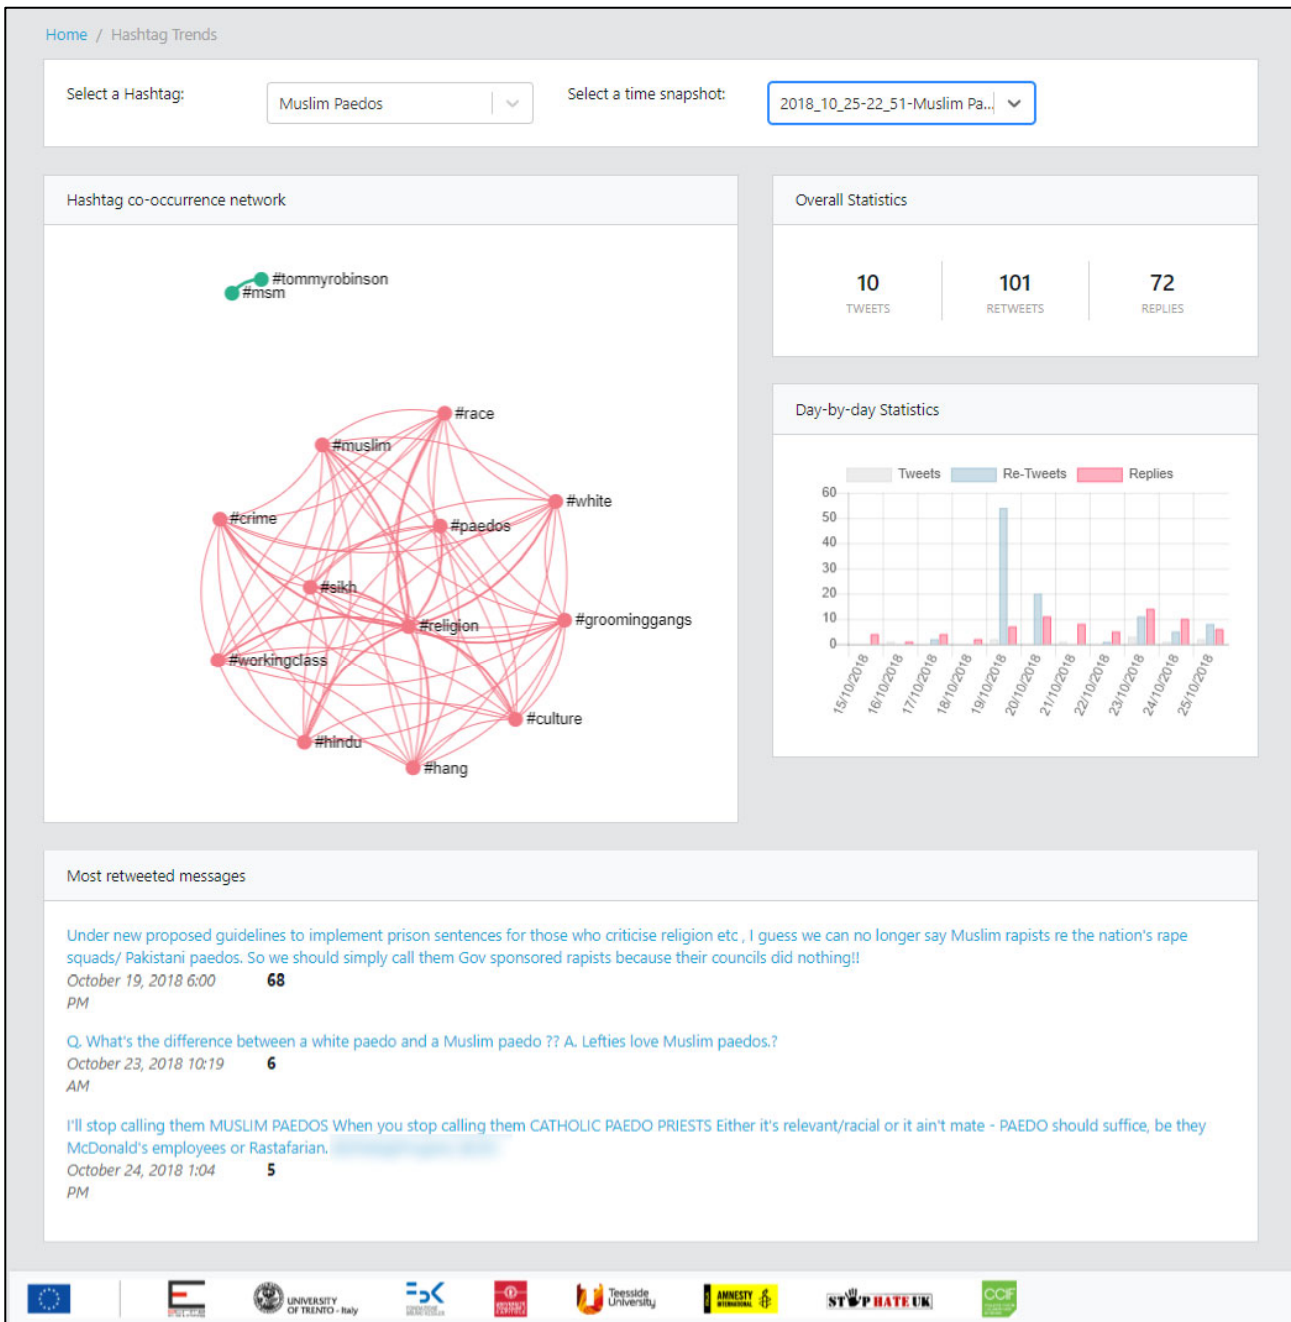 Home / Hashtag Trends
Select a Hashtag:
Muslim Paedos
Select a time snapshot:
2018_10_25-22_51-Muslim Pa...
Hashtag co-occurrence network
#tommyrobinson
#msm
#race
#muslim
#white
#crime
#paedos
#sikh
#religion
#groominggangs
#workingclass
#culture
#hindu
#hang
Overall Statistics
10 101 72
TWEETS RETWEETS REPLIES
Day-by-day Statistics
Tweets Re-Tweets Replies
60
50
40
30
20
10
0
15/10/2018 16/10/2018 17/10/2018 18/10/2018 19/10/2018 20/10/2018 21/10/2018 22/10/2018 23/10/2018 24/10/2018 25/10/2018
Most retweeted messages
Under new proposed guidelines to implement prison sentences for those who criticise religion etc , I guess we can no longer say Muslim rapists re the nation's rape
squads/ Pakistani paedos. So we should simply call them Gov sponsored rapists because their councils did nothing!!
October 19, 2018 6:00 68
PM
Q. What's the difference between a white paedo and a Muslim paedo ?? A. Lefties love Muslim paedos.?
October 23, 2018 10:19 6
AM
I'll stop calling them MUSLIM PAEDOS When you stop calling them CATHOLIC PAEDO PRIESTS Either it's relevant/racial or it ain't mate - PAEDO should suffice, be they
McDonald's employees or Rastafarian.
October 24, 2018 1:04 5
PM
UNIVERSITY
OF TRENTO - Italy
FBK
Teesside
University
AMNESTY
INTERNATIONAL
STOP HATE UK
CCIF